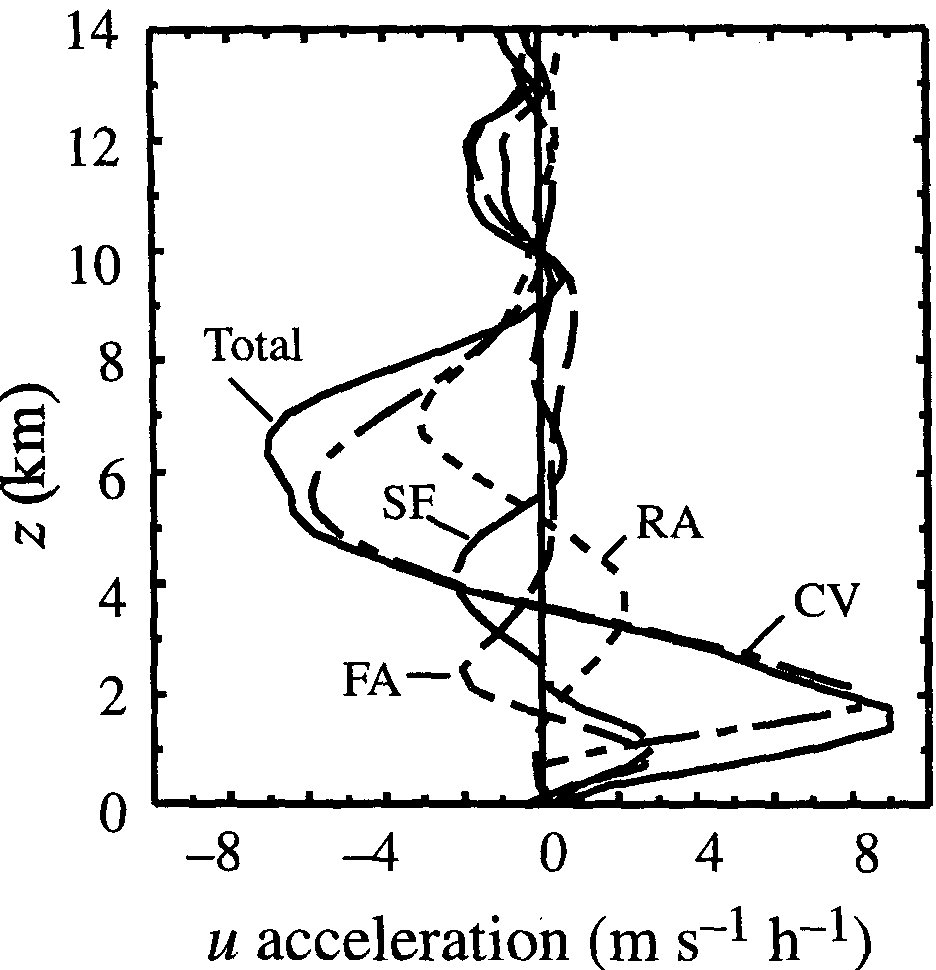 14
12
10
8
6
4
2
0
z (km)
Total
SF
RA
CV
FA
–8
–4
0
4
8
u acceleration (m s⁻¹ h⁻¹)